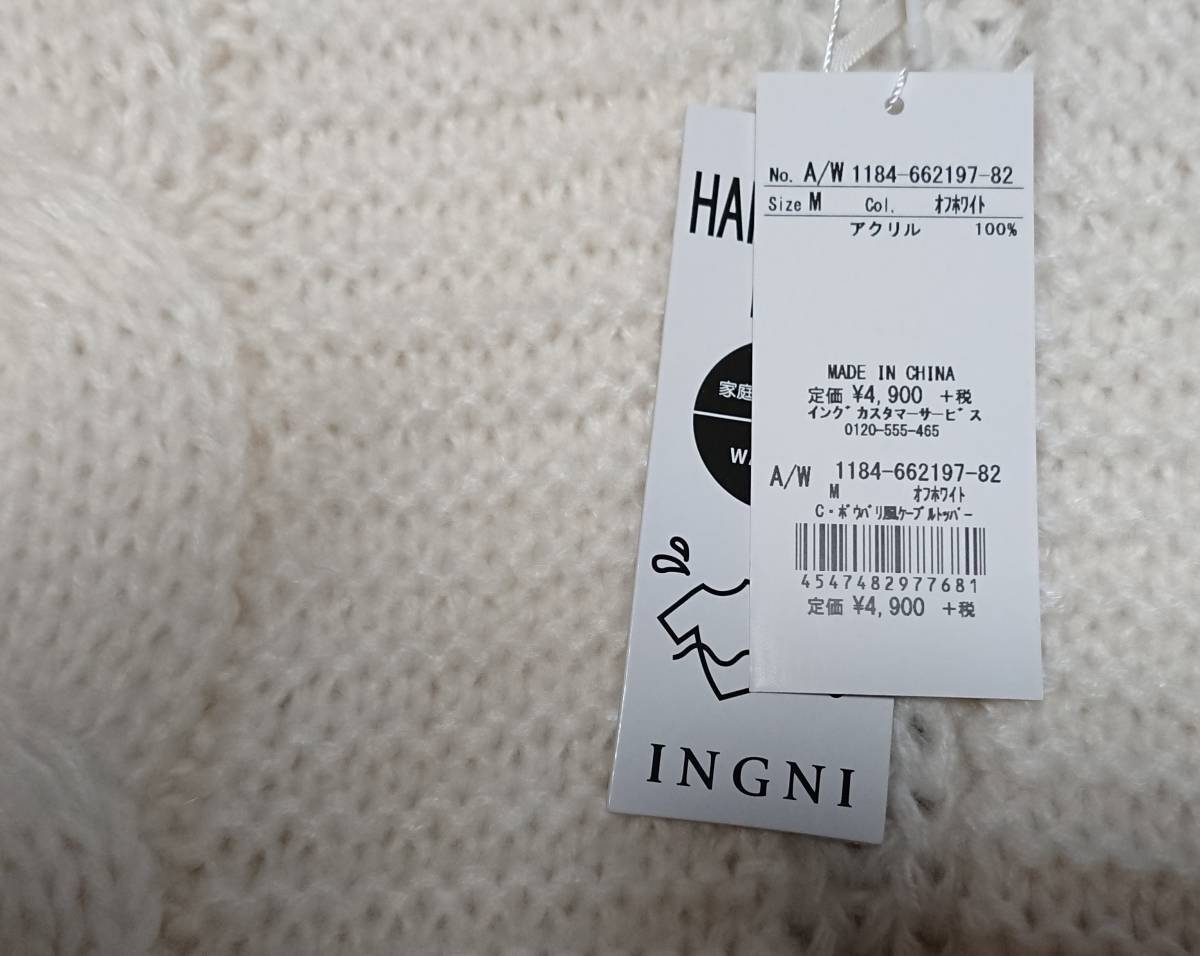 No. A/W 1184-662197-82
Size M Col. ｵﾌﾎﾜｲﾄ
アクリル 100%
MADE IN CHINA
定価 ¥4,900 +税
イングﾞカスタマーサーヒﾞス
0120-555-465
A/W 1184-662197-82
M ｵﾌﾎﾜｲﾄ
C・ﾎﾞｳﾊﾞﾘ風ｹｰﾌﾞﾙﾄｯﾊﾟｰ
4547482977681
定価 ¥4,900 +税
HA
家庭
W
INGNI